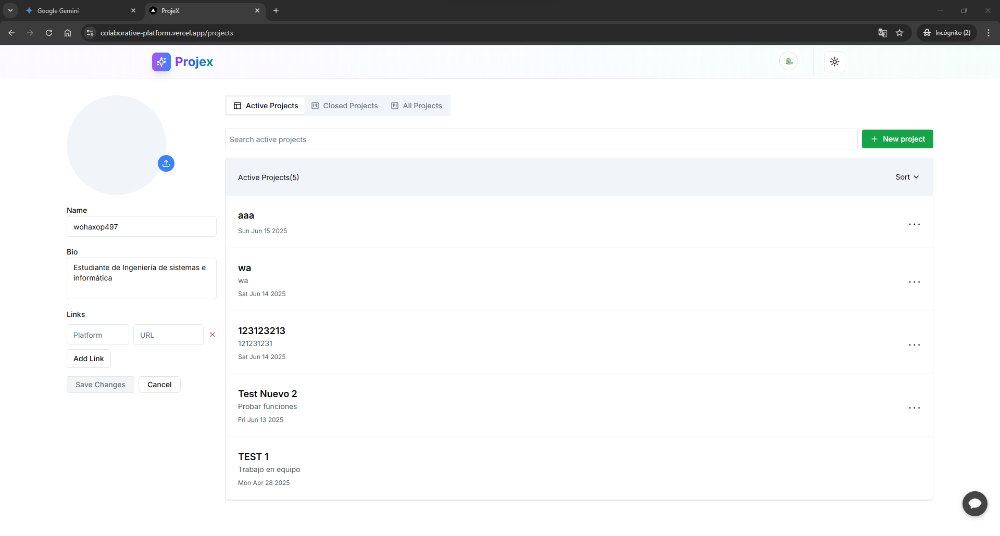 Google Gemini
ProjeX
colaborative-platform.vercel.app/projects
Incógnito (2)
Projex
Active Projects
Closed Projects
All Projects
Search active projects
New project
Active Projects(5)
Sort
Name
wohaxop497
Bio
Estudiante de Ingeniería de sistemas e
informática
Links
Platform
URL
Add Link
Save Changes
Cancel
aaa
Sun Jun 15 2025
wa
wa
Sat Jun 14 2025
123123213
121231231
Sat Jun 14 2025
Test Nuevo 2
Probar funciones
Fri Jun 13 2025
TEST 1
Trabajo en equipo
Mon Apr 28 2025